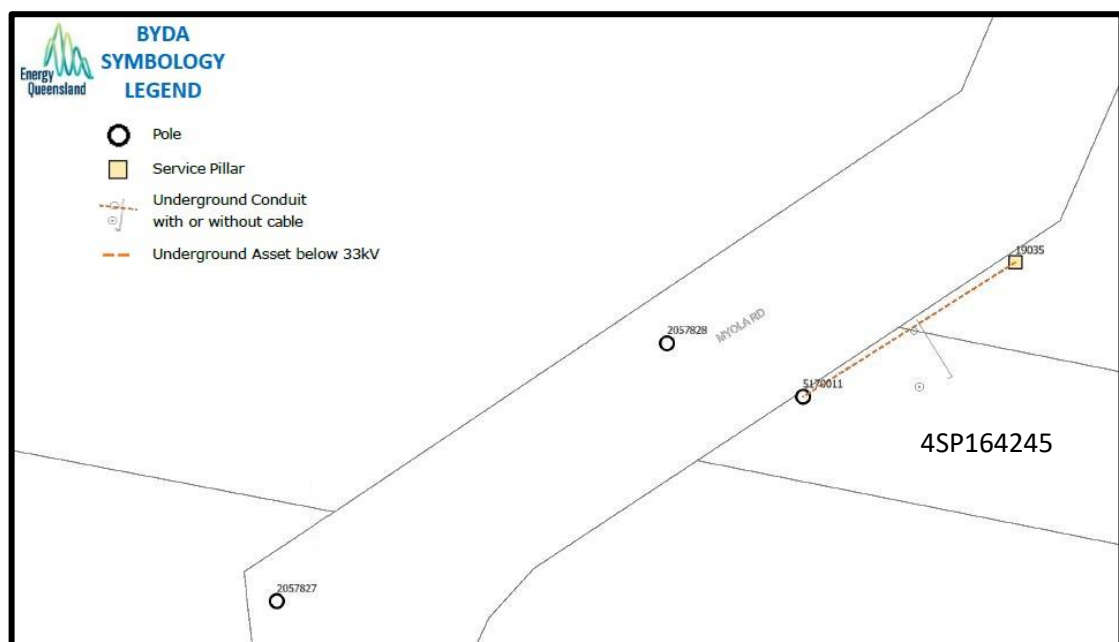 Energy
Queensland
BYDA
SYMBOLOGY
LEGEND
Pole
Service Pillar
Underground Conduit
with or without cable
Underground Asset below 33kV
19035
2057828
MYOLA RD
5170011
4SP164245
2057827